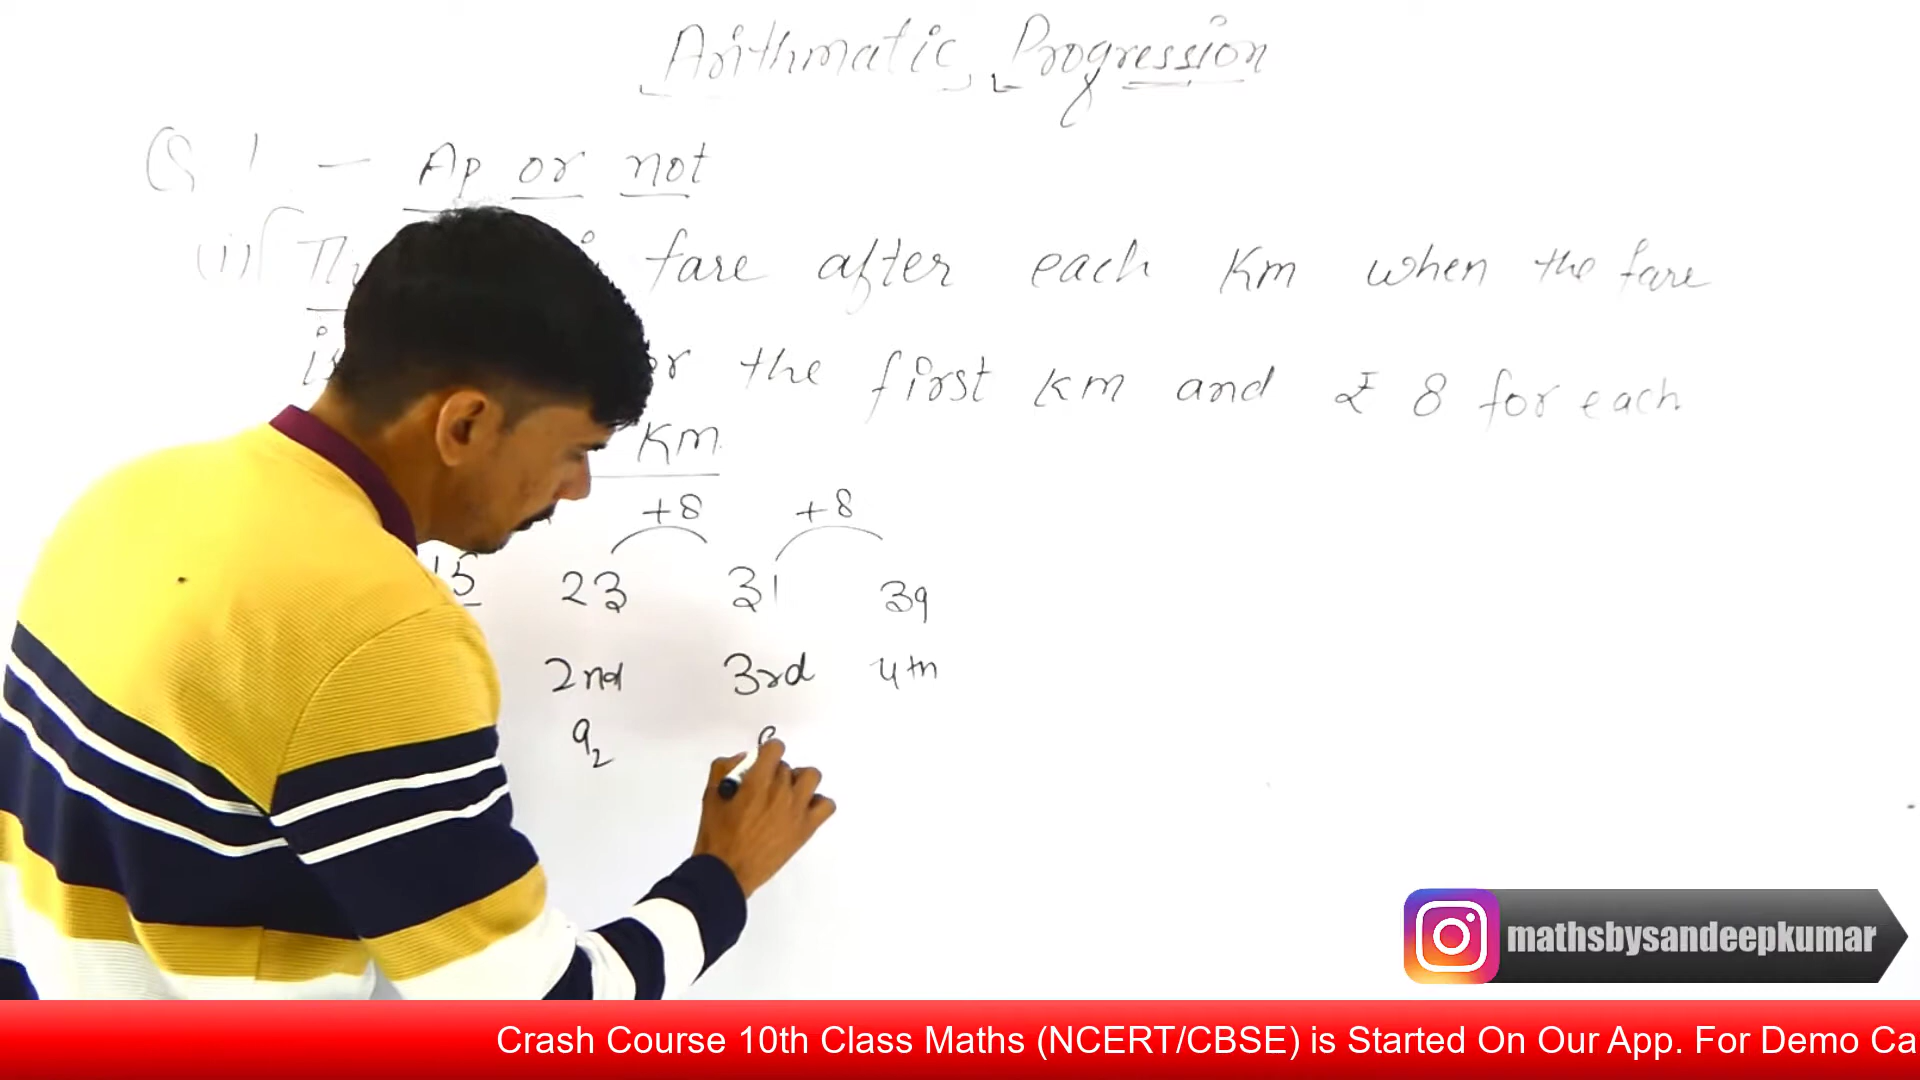 Arithmatic Progression
Q 1 - Ap or not
(i) fare after each Km when the fare
the first Km and ₹ 8 for each
Km
+8 +8
15 23 31 39
2nd 3rd 4th
a2
mathsbysandeepkumar
Crash Course 10th Class Maths (NCERT/CBSE) is Started On Our App. For Demo Ca